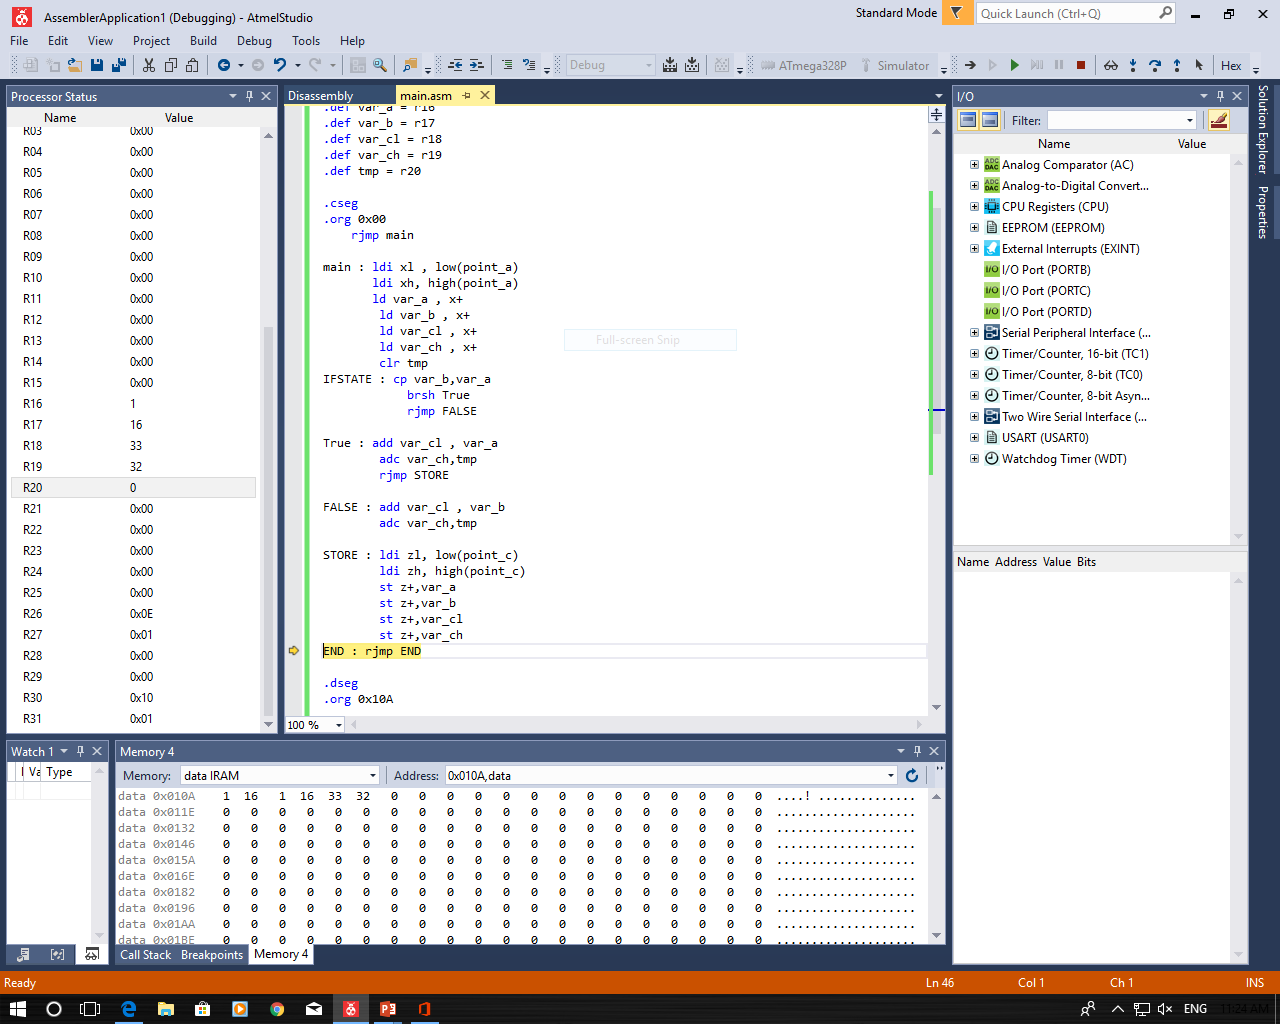 AssemblerApplication1 (Debugging) - AtmelStudio
Standard Mode
Quick Launch (Ctrl+Q)
File Edit View Project Build Debug Tools Help
Debug
ATmega328P
Simulator
Hex
Processor Status
Name Value
R03 0x00
R04 0x00
R05 0x00
R06 0x00
R07 0x00
R08 0x00
R09 0x00
R10 0x00
R11 0x00
R12 0x00
R13 0x00
R14 0x00
R15 0x00
R16 1
R17 16
R18 33
R19 32
R20 0
R21 0x00
R22 0x00
R23 0x00
R24 0x00
R25 0x00
R26 0x0E
R27 0x01
R28 0x00
R29 0x00
R30 0x10
R31 0x01
Disassembly main.asm
.def var_a = r16
.def var_b = r17
.def var_cl = r18
.def var_ch = r19
.def tmp = r20
.cseg
.org 0x00
rjmp main
main : ldi xl , low(point_a)
ldi xh, high(point_a)
ld var_a , x+
ld var_b , x+
ld var_cl , x+
ld var_ch , x+
clr tmp
IFSTATE : cp var_b,var_a
brsh True
rjmp FALSE
True : add var_cl , var_a
adc var_ch,tmp
rjmp STORE
FALSE : add var_cl , var_b
adc var_ch,tmp
STORE : ldi zl, low(point_c)
ldi zh, high(point_c)
st z+,var_a
st z+,var_b
st z+,var_cl
st z+,var_ch
END : rjmp END
.dseg
.org 0x10A
100 %
Full-screen Snip
I/O
Filter:
Name Value
Analog Comparator (AC)
Analog-to-Digital Convert...
CPU Registers (CPU)
EEPROM (EEPROM)
External Interrupts (EXINT)
I/O Port (PORTB)
I/O Port (PORTC)
I/O Port (PORTD)
Serial Peripheral Interface (...
Timer/Counter, 16-bit (TC1)
Timer/Counter, 8-bit (TC0)
Timer/Counter, 8-bit Asyn...
Two Wire Serial Interface (...
USART (USART0)
Watchdog Timer (WDT)
Name Address Value Bits
Solution Explorer
Properties
Watch 1
Va Type
Memory 4
Memory: data IRAM Address: 0x010A,data
data 0x010A 1 16 1 16 33 32 0 0 0 0 0 0 0 0 0 0 0 0 0 0 ....! ..............
data 0x011E 0 0 0 0 0 0 0 0 0 0 0 0 0 0 0 0 0 0 0 0 ....................
data 0x0132 0 0 0 0 0 0 0 0 0 0 0 0 0 0 0 0 0 0 0 0 ....................
data 0x0146 0 0 0 0 0 0 0 0 0 0 0 0 0 0 0 0 0 0 0 0 ....................
data 0x015A 0 0 0 0 0 0 0 0 0 0 0 0 0 0 0 0 0 0 0 0 ....................
data 0x016E 0 0 0 0 0 0 0 0 0 0 0 0 0 0 0 0 0 0 0 0 ....................
data 0x0182 0 0 0 0 0 0 0 0 0 0 0 0 0 0 0 0 0 0 0 0 ....................
data 0x0196 0 0 0 0 0 0 0 0 0 0 0 0 0 0 0 0 0 0 0 0 ....................
data 0x01AA 0 0 0 0 0 0 0 0 0 0 0 0 0 0 0 0 0 0 0 0 ....................
data 0x01BE 0 0 0 0 0 0 0 0 0 0 0 0 0 0 0 0 0 0 0 0 ....................
Call Stack Breakpoints Memory 4
Ready
Ln 46 Col 1 Ch 1 INS
ENG 11:24 AM